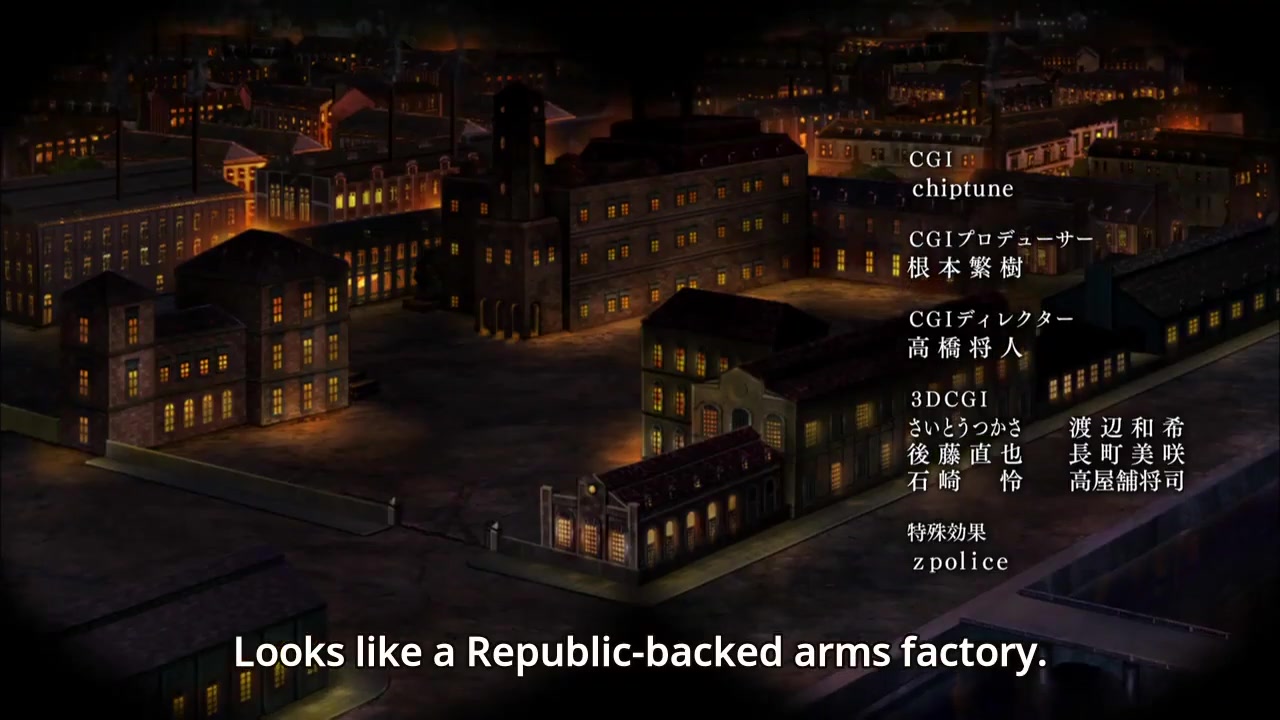 CGI
chiptune
CGIプロデューサー
根本繁樹
CGIディレクター
高橋将人
3DCGI
さいとうつかさ 渡辺和希
後藤直也 長町美咲
石崎 怜 高屋舗将司
特殊効果
zpolice
Looks like a Republic-backed arms factory.